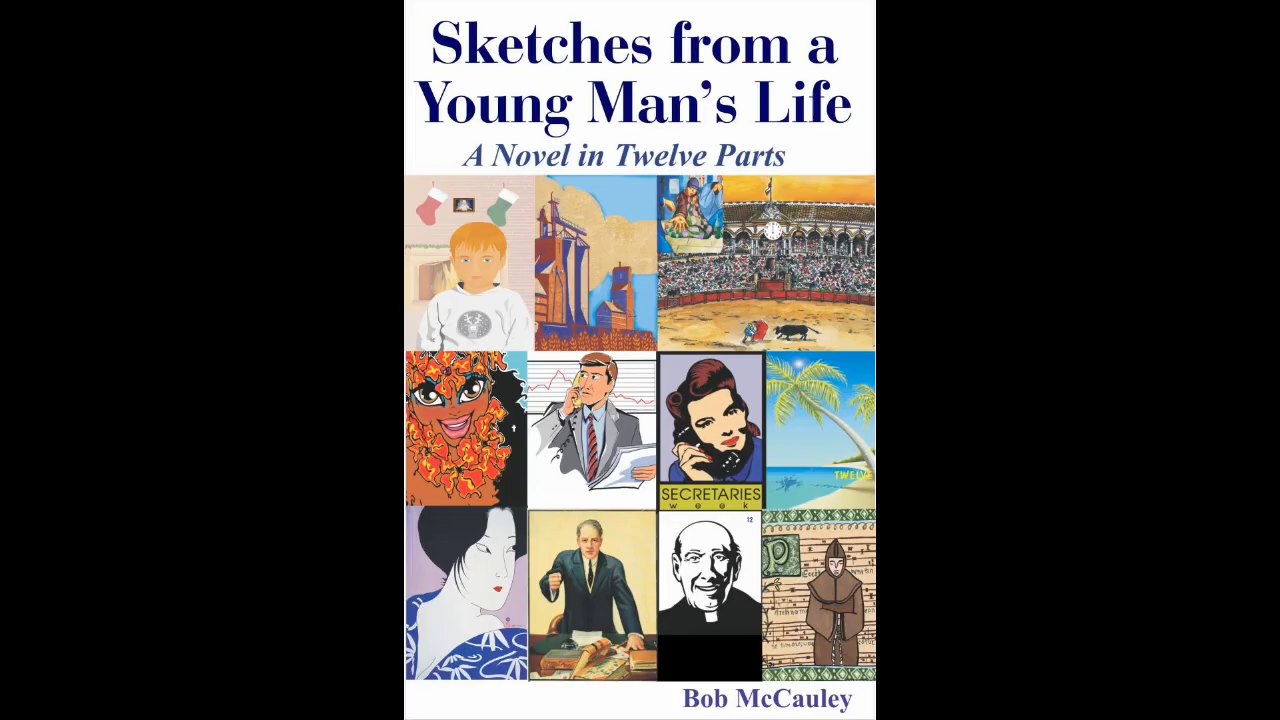 Sketches from a
Young Man's Life
A Novel in Twelve Parts
TWELVE
SECRETARIES
week
12
P
Bob McCauley